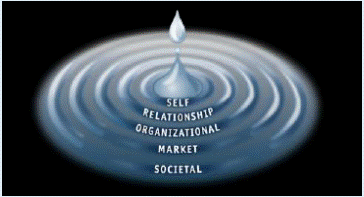 SELF
RELATIONSHIP
ORGANIZATIONAL
MARKET
SOCIETAL